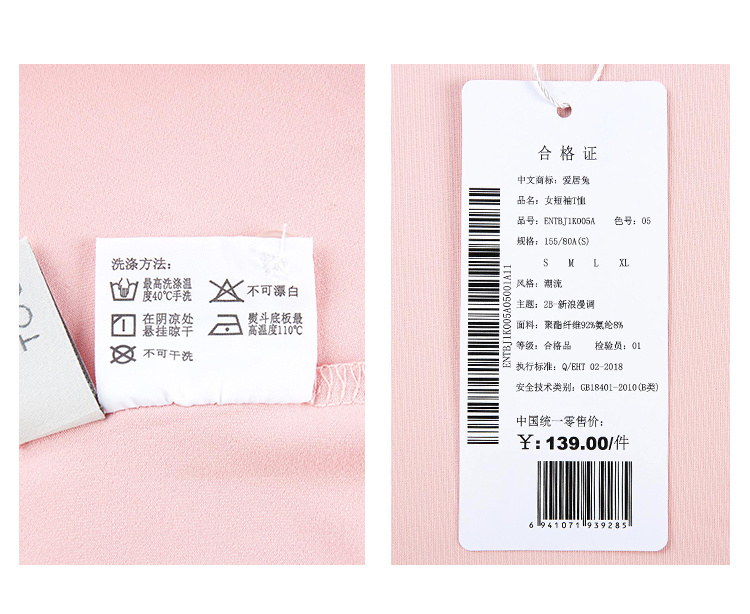 洗涤方法：
最高洗涤温
度40℃手洗
不可漂白
在阴凉处
悬挂晾干
熨斗底板最
高温度110℃
不可干洗
合格证
中文商标：爱居兔
品名：女短袖T恤
品号：ENTBJ1K005A 色号：05
规格：155/80A(S)
S M L XL
风格：潮流
主题：2B-新浪漫调
面料：聚酯纤维92%氨纶8%
等级：合格品 检验员：01
执行标准：Q/EHT 02-2018
安全技术类别：GB18401-2010(B类)
中国统一零售价：
¥:139.00/件
6 941071 939285
ENTBJ1K005A05001A11